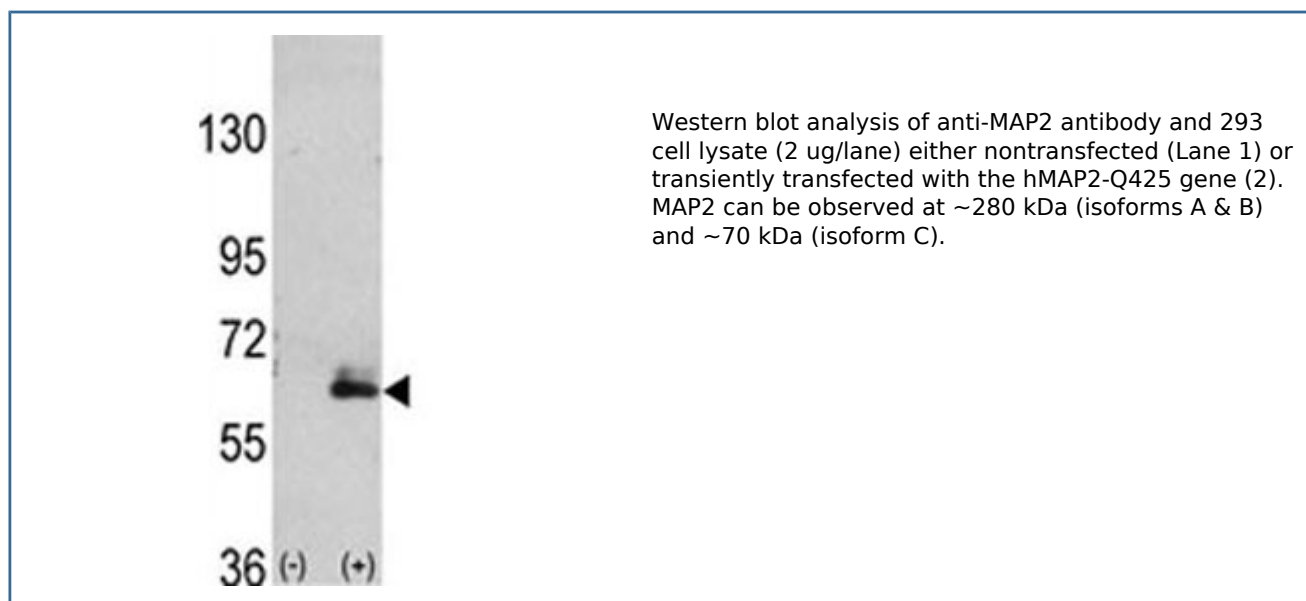 130
95
72
55
36 (-) (+)
Western blot analysis of anti-MAP2 antibody and 293
cell lysate (2 ug/lane) either nontransfected (Lane 1) or
transiently transfected with the hMAP2-Q425 gene (2).
MAP2 can be observed at ~280 kDa (isoforms A & B)
and ~70 kDa (isoform C).